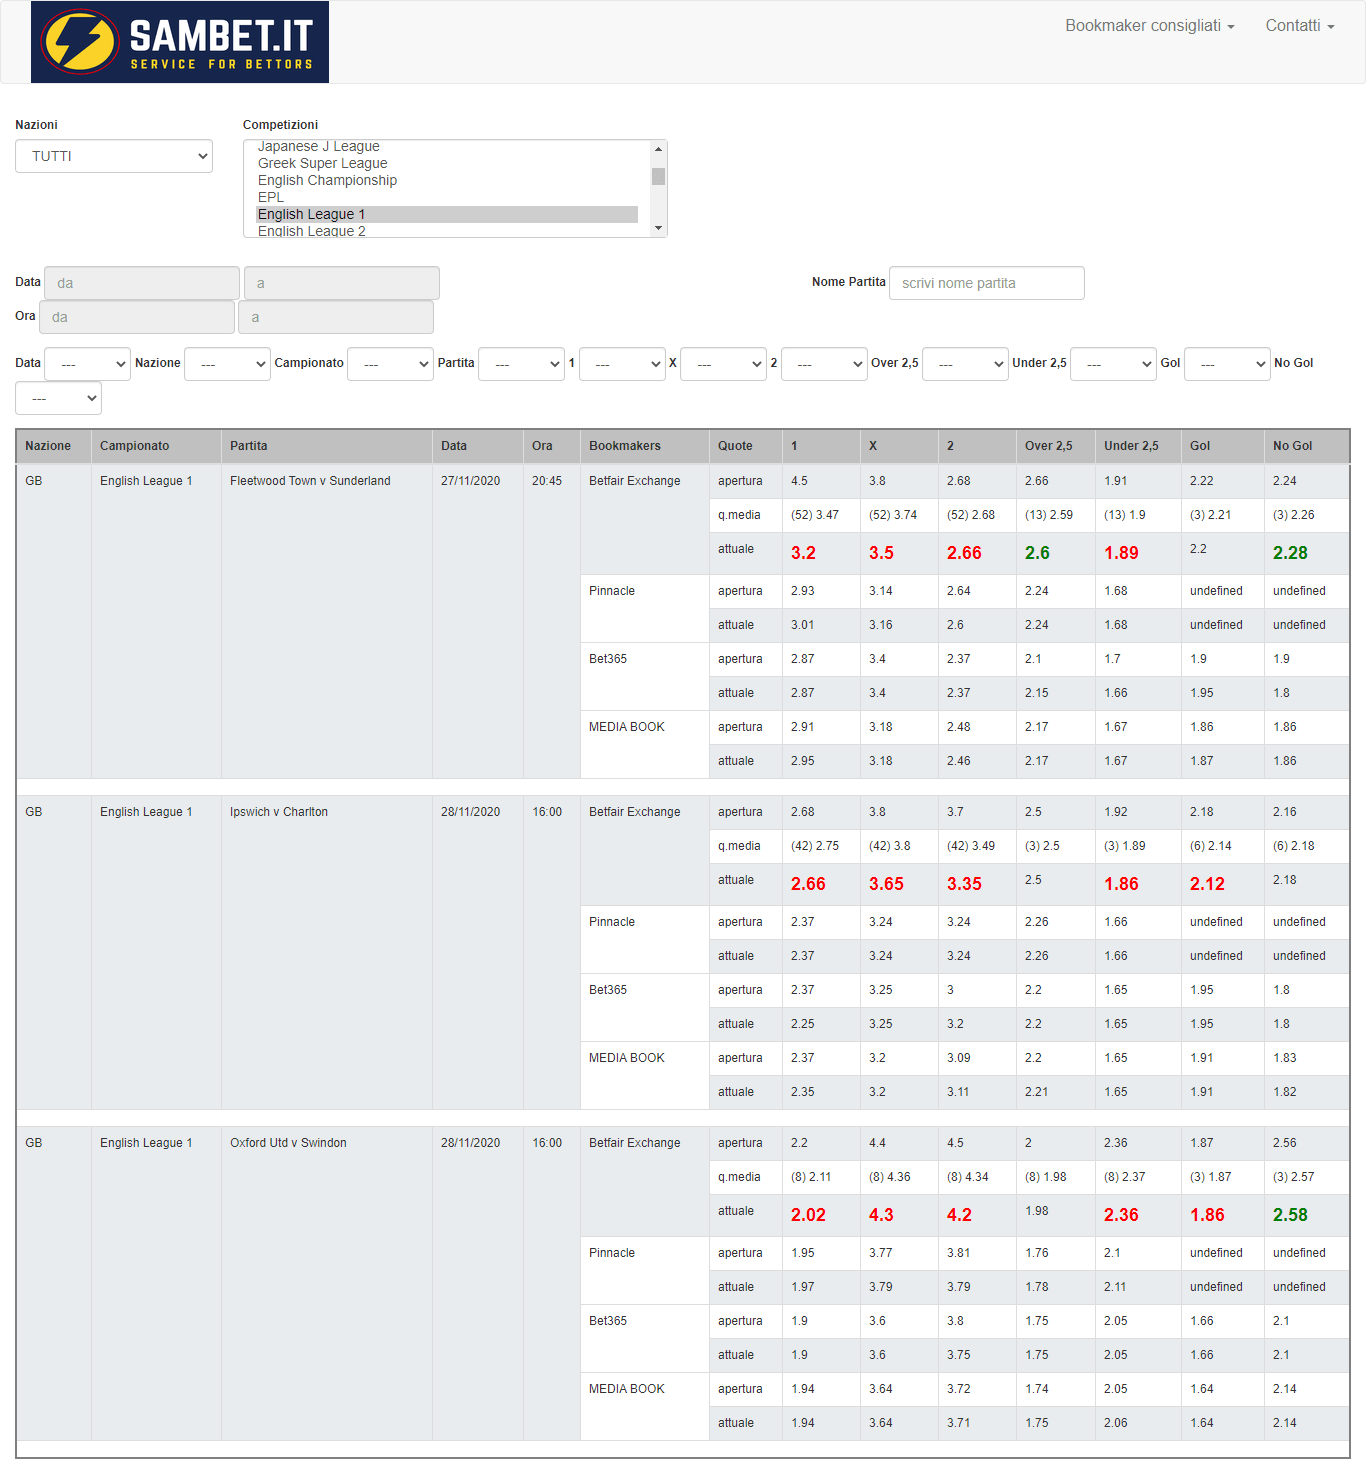 SAMBET.IT
SERVICE FOR BETTORS
Bookmaker consigliati Contatti
Nazioni Competizioni
TUTTI
Japanese J League
Greek Super League
English Championship
EPL
English League 1
English League 2
Data da a Nome Partita scrivi nome partita
Ora da a
Data --- Nazione --- Campionato --- Partita --- 1 --- X --- 2 --- Over 2,5 --- Under 2,5 --- Gol --- No Gol
---
Nazione Campionato Partita Data Ora Bookmakers Quote 1 X 2 Over 2,5 Under 2,5 Gol No Gol
GB English League 1 Fleetwood Town v Sunderland 27/11/2020 20:45 Betfair Exchange apertura 4.5 3.8 2.68 2.66 1.91 2.22 2.24
q.media (52) 3.47 (52) 3.74 (52) 2.68 (13) 2.59 (13) 1.9 (3) 2.21 (3) 2.26
attuale 3.2 3.5 2.66 2.6 1.89 2.2 2.28
Pinnacle apertura 2.93 3.14 2.64 2.24 1.68 undefined undefined
attuale 3.01 3.16 2.6 2.24 1.68 undefined undefined
Bet365 apertura 2.87 3.4 2.37 2.1 1.7 1.9 1.9
attuale 2.87 3.4 2.37 2.15 1.66 1.95 1.8
MEDIA BOOK apertura 2.91 3.18 2.48 2.17 1.67 1.86 1.86
attuale 2.95 3.18 2.46 2.17 1.67 1.87 1.86
GB English League 1 Ipswich v Charlton 28/11/2020 16:00 Betfair Exchange apertura 2.68 3.8 3.7 2.5 1.92 2.18 2.16
q.media (42) 2.75 (42) 3.8 (42) 3.49 (3) 2.5 (3) 1.89 (6) 2.14 (6) 2.18
attuale 2.66 3.65 3.35 2.5 1.86 2.12 2.18
Pinnacle apertura 2.37 3.24 3.24 2.26 1.66 undefined undefined
attuale 2.37 3.24 3.24 2.26 1.66 undefined undefined
Bet365 apertura 2.37 3.25 3 2.2 1.65 1.95 1.8
attuale 2.25 3.25 3.2 2.2 1.65 1.95 1.8
MEDIA BOOK apertura 2.37 3.2 3.09 2.2 1.65 1.91 1.83
attuale 2.35 3.2 3.11 2.21 1.65 1.91 1.82
GB English League 1 Oxford Utd v Swindon 28/11/2020 16:00 Betfair Exchange apertura 2.2 4.4 4.5 2 2.36 1.87 2.56
q.media (8) 2.11 (8) 4.36 (8) 4.34 (8) 1.98 (8) 2.37 (3) 1.87 (3) 2.57
attuale 2.02 4.3 4.2 1.98 2.36 1.86 2.58
Pinnacle apertura 1.95 3.77 3.81 1.76 2.1 undefined undefined
attuale 1.97 3.79 3.79 1.78 2.11 undefined undefined
Bet365 apertura 1.9 3.6 3.8 1.75 2.05 1.66 2.1
attuale 1.9 3.6 3.75 1.75 2.05 1.66 2.1
MEDIA BOOK apertura 1.94 3.64 3.72 1.74 2.05 1.64 2.14
attuale 1.94 3.64 3.71 1.75 2.06 1.64 2.14